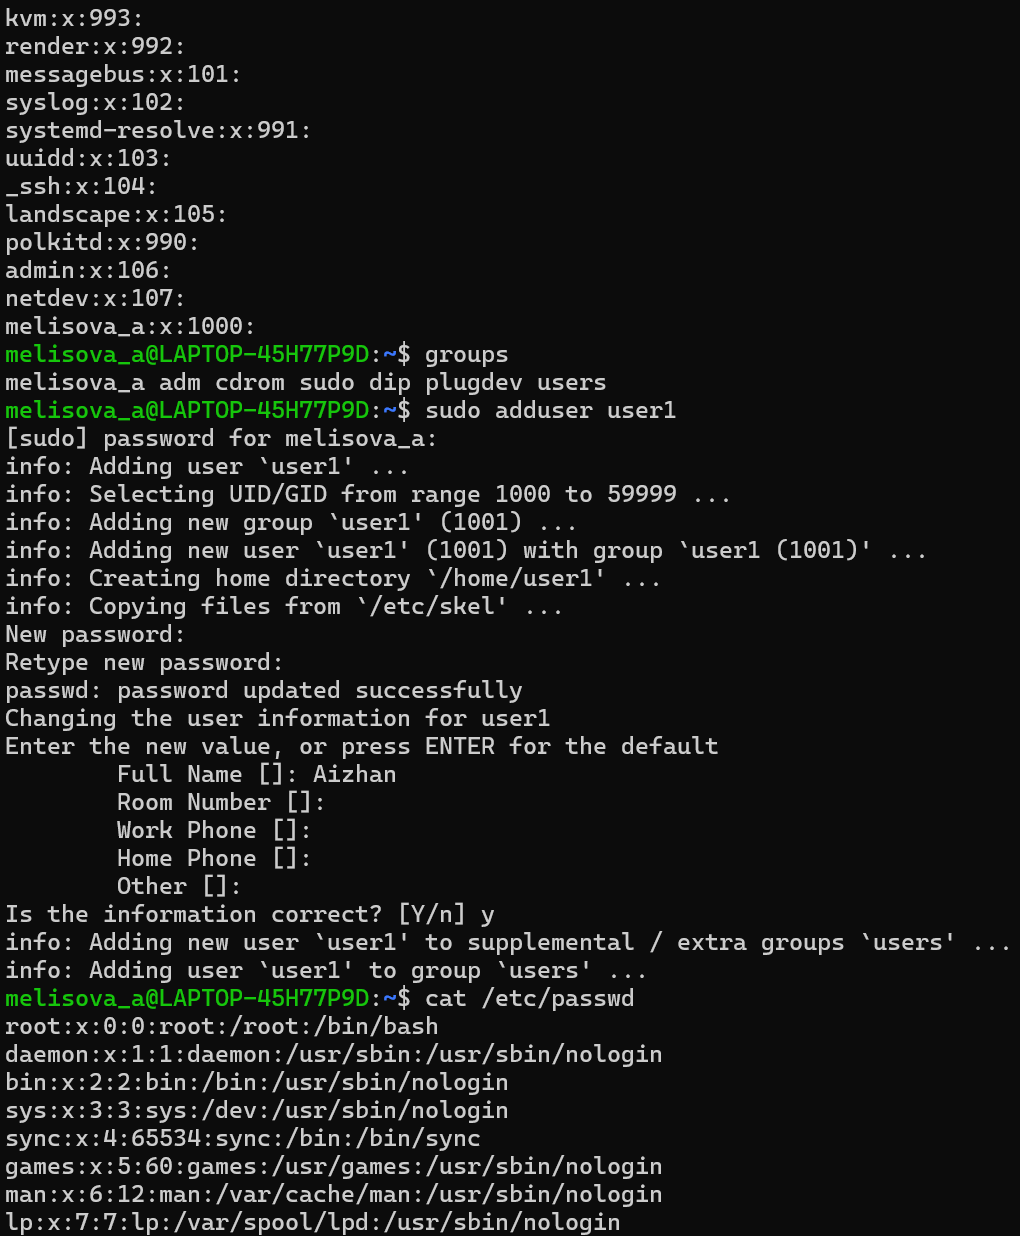 kvm:x:993:
render:x:992:
messagebus:x:101:
syslog:x:102:
systemd-resolve:x:991:
uuidd:x:103:
_ssh:x:104:
landscape:x:105:
polkitd:x:990:
admin:x:106:
netdev:x:107:
melisova_a:x:1000:
melisova_a@LAPTOP-45H77P9D:~$ groups
melisova_a adm cdrom sudo dip plugdev users
melisova_a@LAPTOP-45H77P9D:~$ sudo adduser user1
[sudo] password for melisova_a:
info: Adding user `user1' ...
info: Selecting UID/GID from range 1000 to 59999 ...
info: Adding new group `user1' (1001) ...
info: Adding new user `user1' (1001) with group `user1 (1001)' ...
info: Creating home directory `/home/user1' ...
info: Copying files from `/etc/skel' ...
New password:
Retype new password:
passwd: password updated successfully
Changing the user information for user1
Enter the new value, or press ENTER for the default
        Full Name []: Aizhan
        Room Number []:
        Work Phone []:
        Home Phone []:
        Other []:
Is the information correct? [Y/n] y
info: Adding new user `user1' to supplemental / extra groups `users' ...
info: Adding user `user1' to group `users' ...
melisova_a@LAPTOP-45H77P9D:~$ cat /etc/passwd
root:x:0:0:root:/root:/bin/bash
daemon:x:1:1:daemon:/usr/sbin:/usr/sbin/nologin
bin:x:2:2:bin:/bin:/usr/sbin/nologin
sys:x:3:3:sys:/dev:/usr/sbin/nologin
sync:x:4:65534:sync:/bin:/bin/sync
games:x:5:60:games:/usr/games:/usr/sbin/nologin
man:x:6:12:man:/var/cache/man:/usr/sbin/nologin
lp:x:7:7:lp:/var/spool/lpd:/usr/sbin/nologin